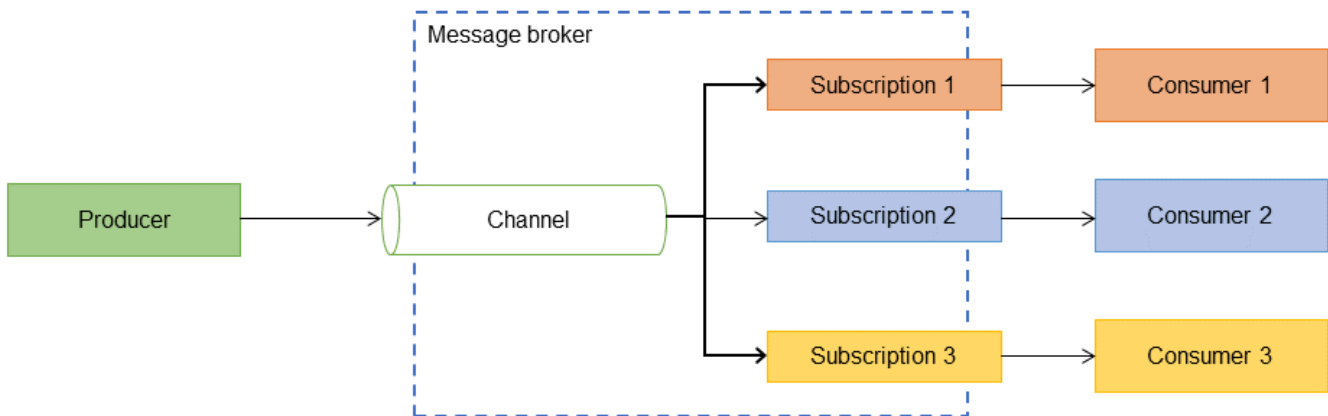 Message broker
Subscription 1
Consumer 1
Producer
Channel
Subscription 2
Consumer 2
Subscription 3
Consumer 3